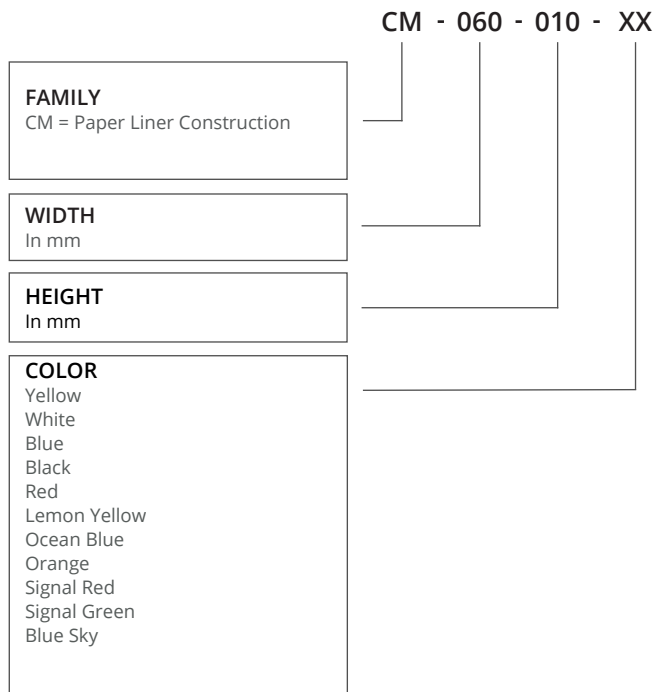 CM - 060 - 010 - XX
FAMILY
CM = Paper Liner Construction
WIDTH
In mm
HEIGHT
In mm
COLOR
Yellow
White
Blue
Black
Red
Lemon Yellow
Ocean Blue
Orange
Signal Red
Signal Green
Blue Sky